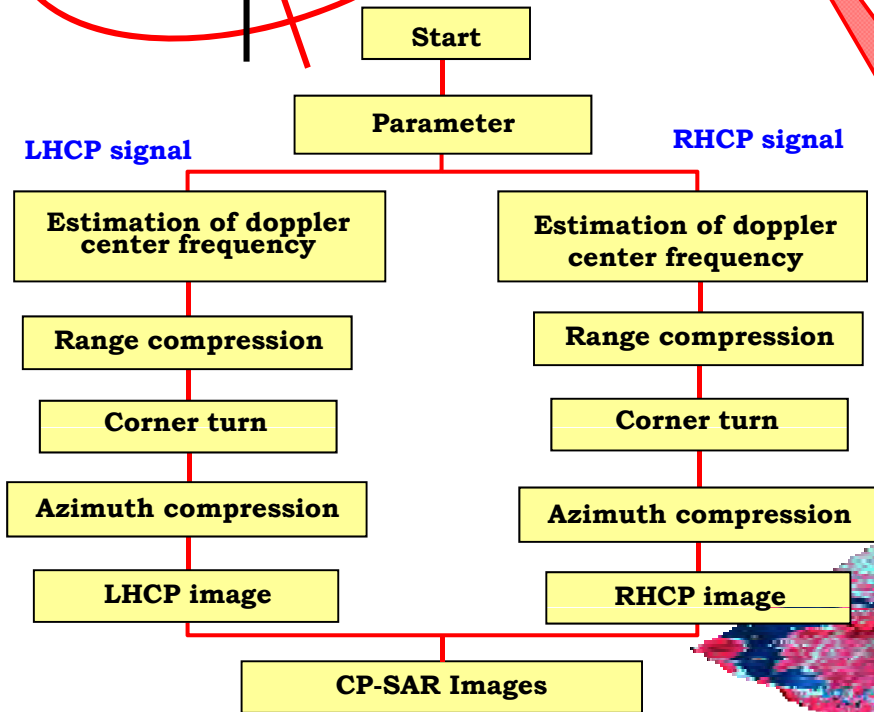 Start
Parameter
LHCP signal
RHCP signal
Estimation of doppler
center frequency
Range compression
Corner turn
Azimuth compression
LHCP image
Estimation of doppler
center frequency
Range compression
Corner turn
Azimuth compression
RHCP image
CP-SAR Images